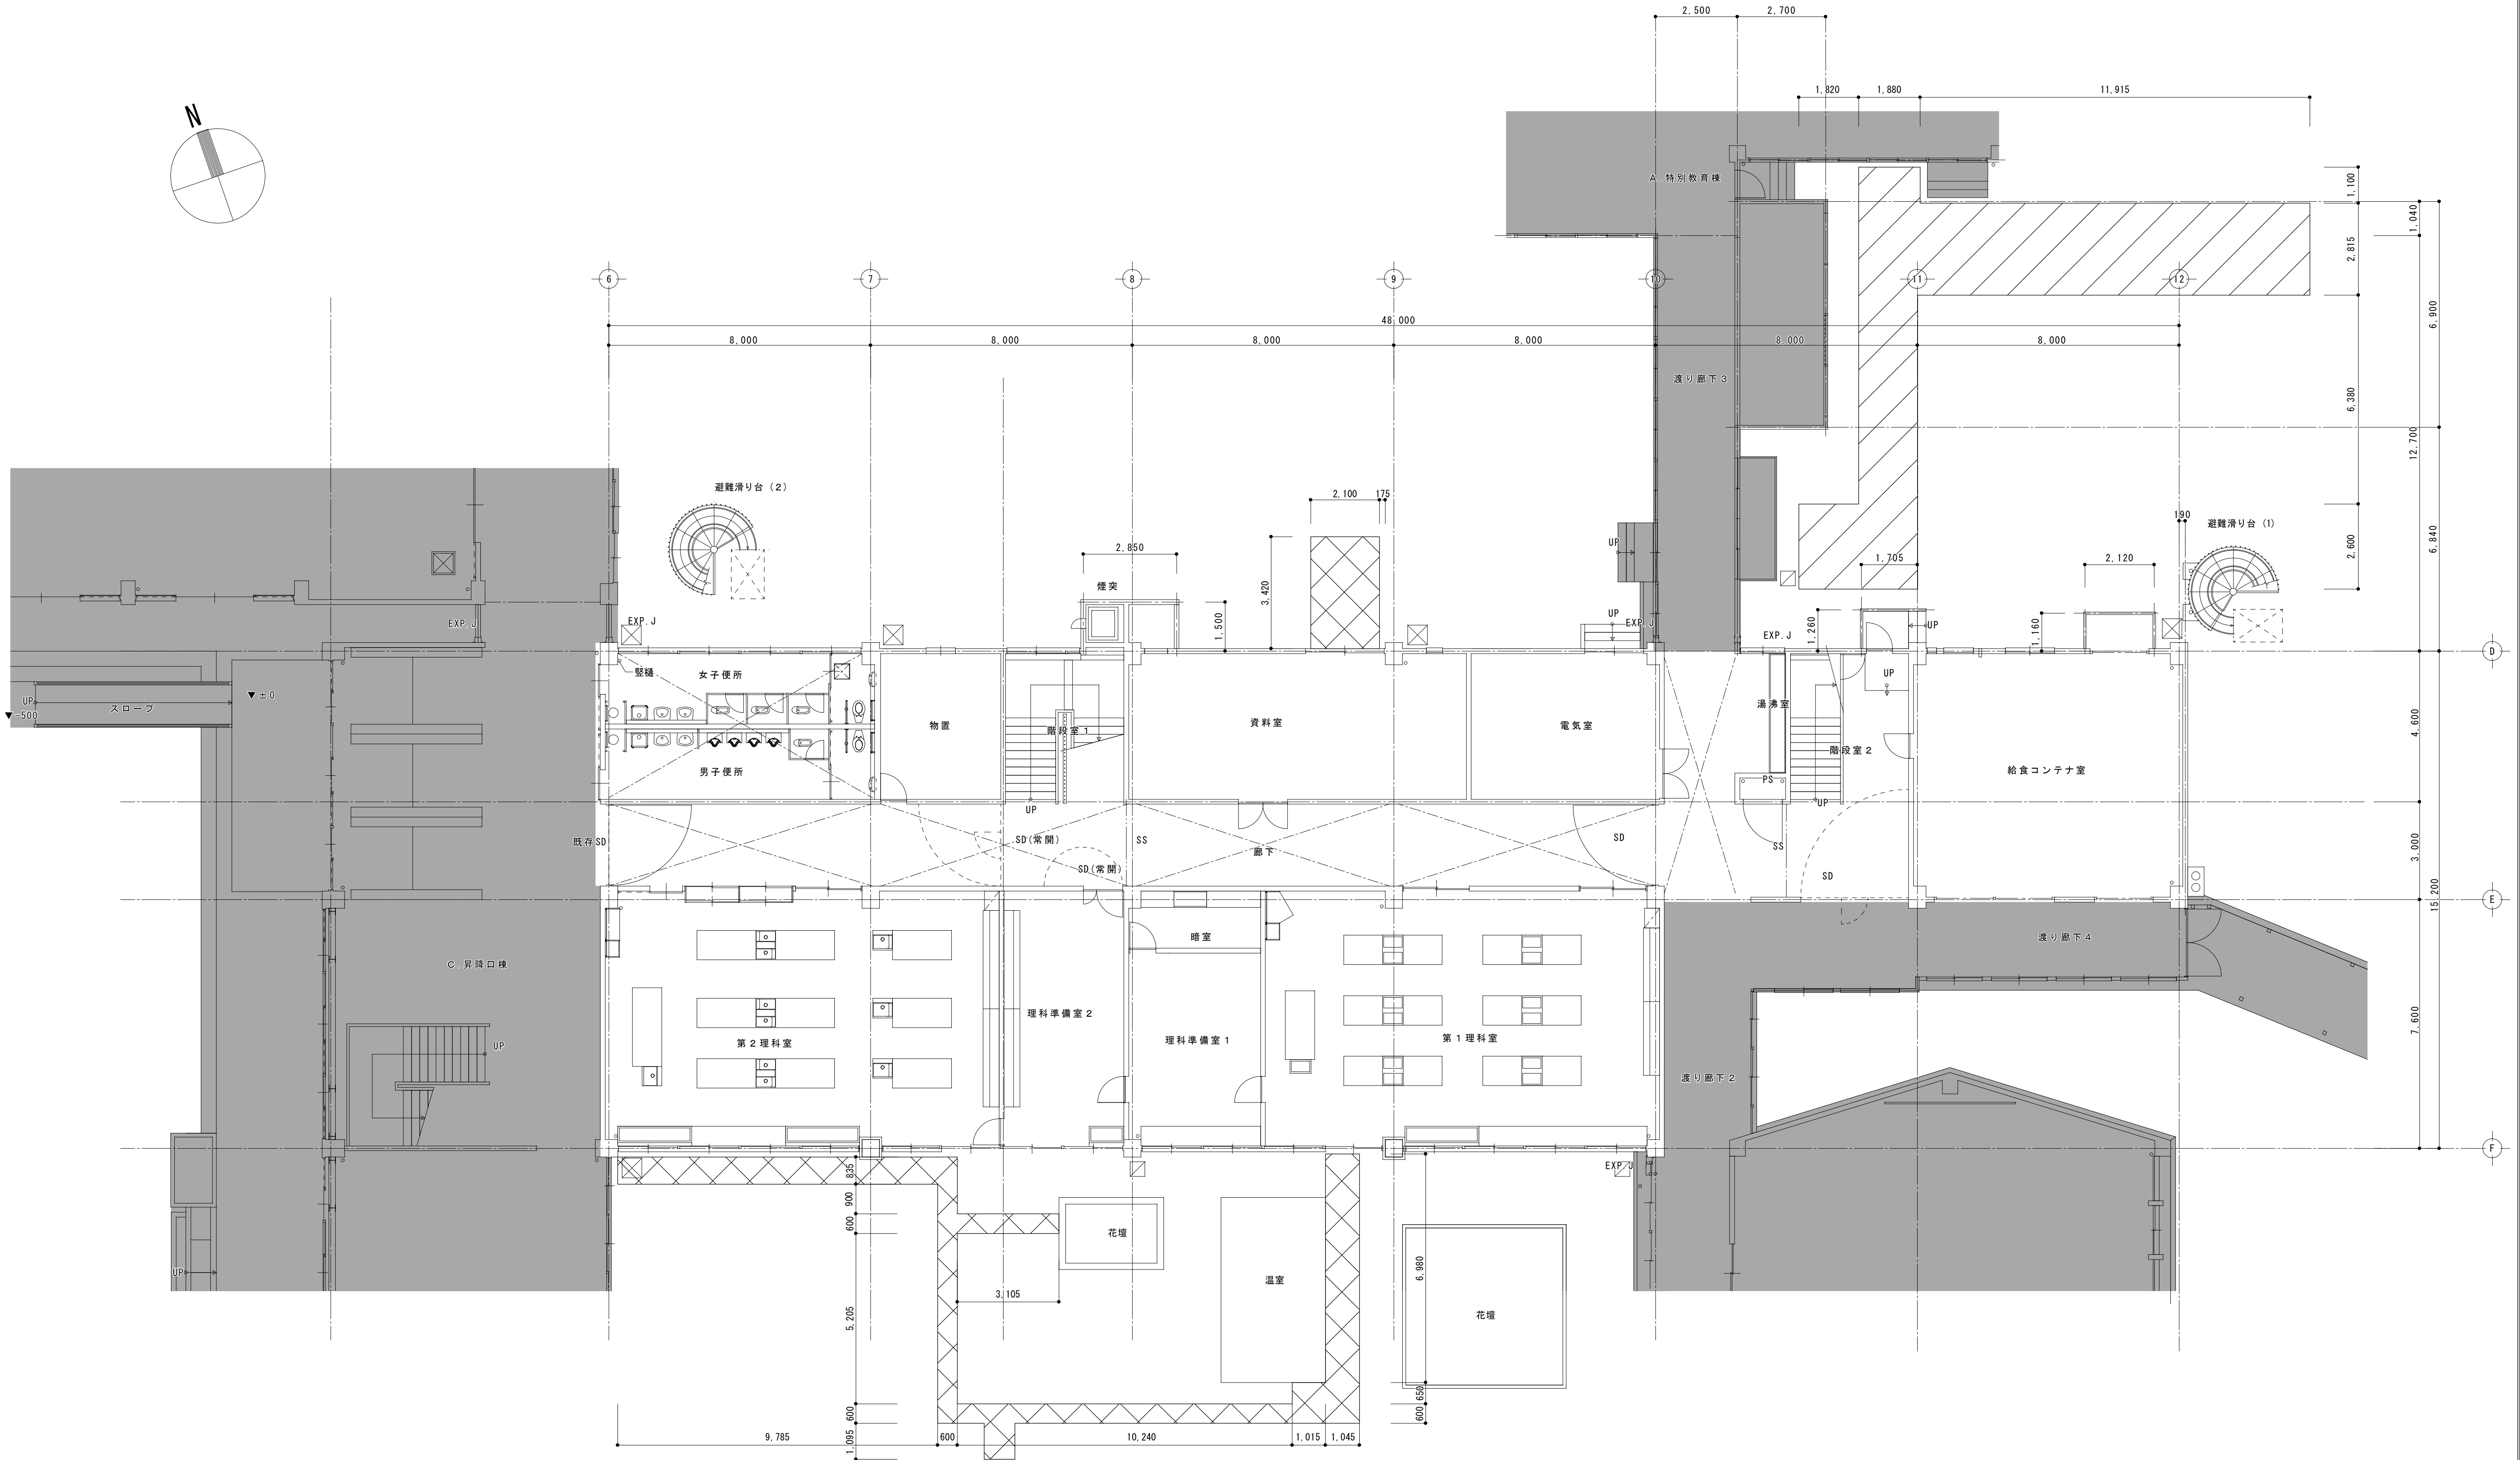 2,500
2,700
1,820
1,880
11,915
N
A 特別教育棟
1,100
1,040
2,815
6
7
8
9
10
11
12
48,000
6,900
8,000
8,000
8,000
8,000
8,000
8,000
渡り廊下3
6,380
12,700
避難滑り台(2)
2,100
175
190
避難滑り台(1)
UP
2,600
6,840
2,850
1,705
2,120
煙突
3,420
EXP.J
EXP.J
1,500
UP
EXP.J
1,260
UP
1,160
EXP.J
D
竪樋
女子便所
UP
▼±0
UP
スロープ
▼-500
湯沸室
物置
階段室1
資料室
電気室
階段室2
4,600
男子便所
給食コンテナ室
PS
UP
UP
既存SD
SD(常開)
SS
SD
SS
廊下
3,000
SD(常開)
SD
15,200
E
暗室
渡り廊下4
C 昇降口棟
理科準備室2
7,600
UP
第2理科室
理科準備室1
第1理科室
渡り廊下2
F
835
EXP.J
900
600
花壇
UP
6,980
温室
3,105
5,205
花壇
650
600
600
1,095
9,785
600
10,240
1,015
1,045